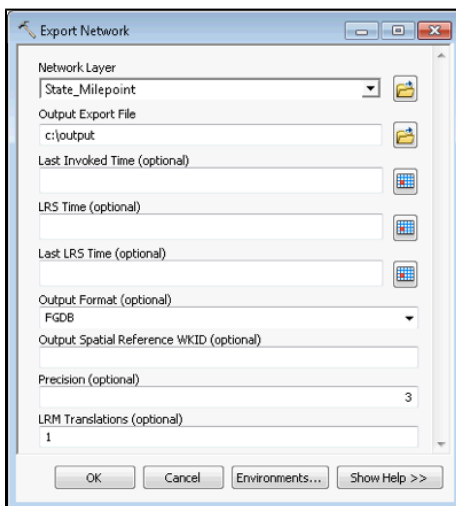 Export Network
Network Layer
State_Milepoint
Output Export File
c:\output
Last Invoked Time (optional)
LRS Time (optional)
Last LRS Time (optional)
Output Format (optional)
FGDB
Output Spatial Reference WKID (optional)
Precision (optional)
3
LRM Translations (optional)
1
OK Cancel Environments... Show Help >>